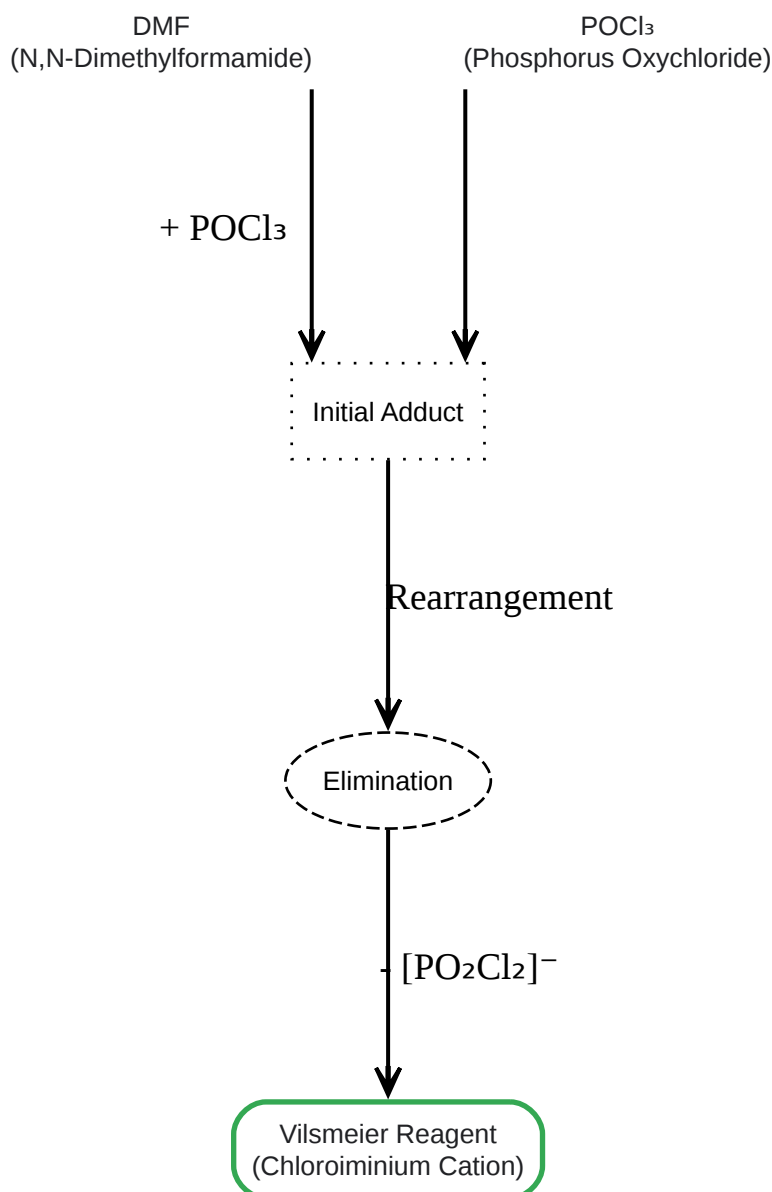 DMF
(N,N-Dimethylformamide)
POCl₃
(Phosphorus Oxychloride)
+ POCl₃
Initial Adduct
Rearrangement
Elimination
- [PO₂Cl₂]⁻
Vilsmeier Reagent
(Chloroiminium Cation)